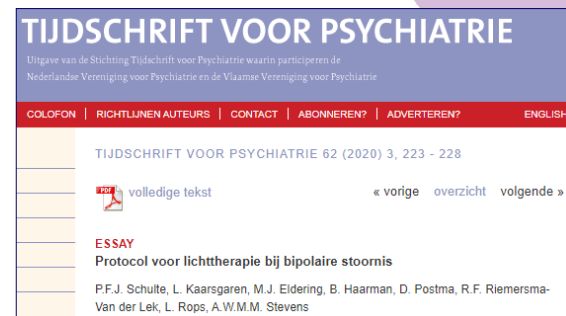 TIJDSCHRIFT VOOR PSYCHIATRIE
Uitgave van de Stichting Tijdschrift voor Psychiatrie waarin participeren de
Nederlandse Vereniging voor Psychiatrie en de Vlaamse Vereniging voor Psychiatrie
COLOFON | RICHTLIJNEN AUTEURS | CONTACT | ABONNEREN? | ADVERTEREN? ENGLISH
TIJDSCHRIFT VOOR PSYCHIATRIE 62 (2020) 3, 223 - 228
PDF volledige tekst « vorige overzicht volgende »
ESSAY
Protocol voor lichttherapie bij bipolaire stoornis
P.F.J. Schulte, L. Kaarsgaren, M.J. Eldering, B. Haarman, D. Postma, R.F. Riemersma-
Van der Lek, L. Rops, A.W.M.M. Stevens